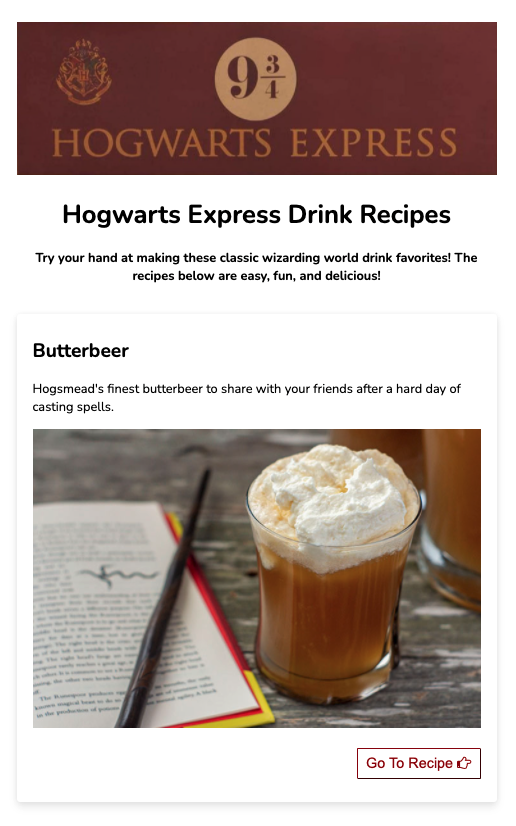 9 3/4
HOGWARTS EXPRESS
Hogwarts Express Drink Recipes
Try your hand at making these classic wizarding world drink favorites! The
recipes below are easy, fun, and delicious!
Butterbeer
Hogsmead's finest butterbeer to share with your friends after a hard day of
casting spells.
Go To Recipe